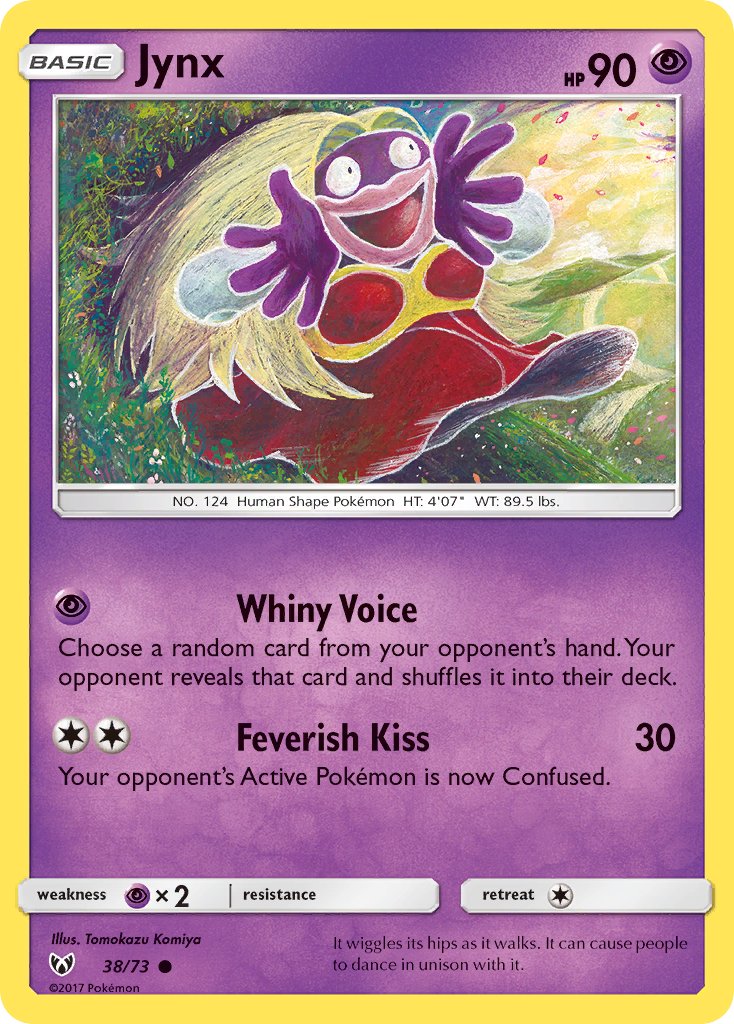 BASIC Jynx HP 90
NO. 124 Human Shape Pokémon HT: 4'07" WT: 89.5 lbs.
Whiny Voice
Choose a random card from your opponent's hand. Your
opponent reveals that card and shuffles it into their deck.
Feverish Kiss 30
Your opponent's Active Pokémon is now Confused.
weakness × 2 resistance retreat
Illus. Tomokazu Komiya
38/73
©2017 Pokémon
It wiggles its hips as it walks. It can cause people
to dance in unison with it.